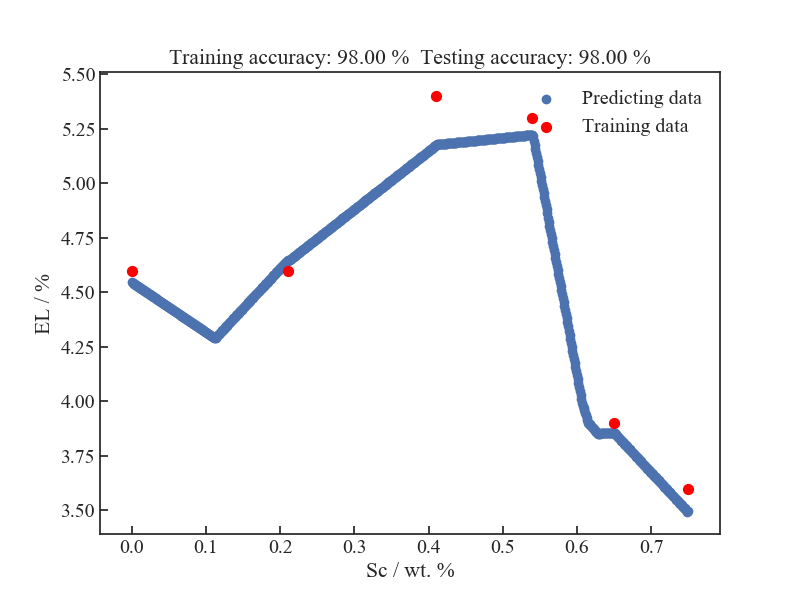 Training accuracy: 98.00 %  Testing accuracy: 98.00 %
5.50
5.25
5.00
4.75
4.50
4.25
4.00
3.75
3.50
EL / %
Predicting data
Training data
0.0 0.1 0.2 0.3 0.4 0.5 0.6 0.7
Sc / wt. %